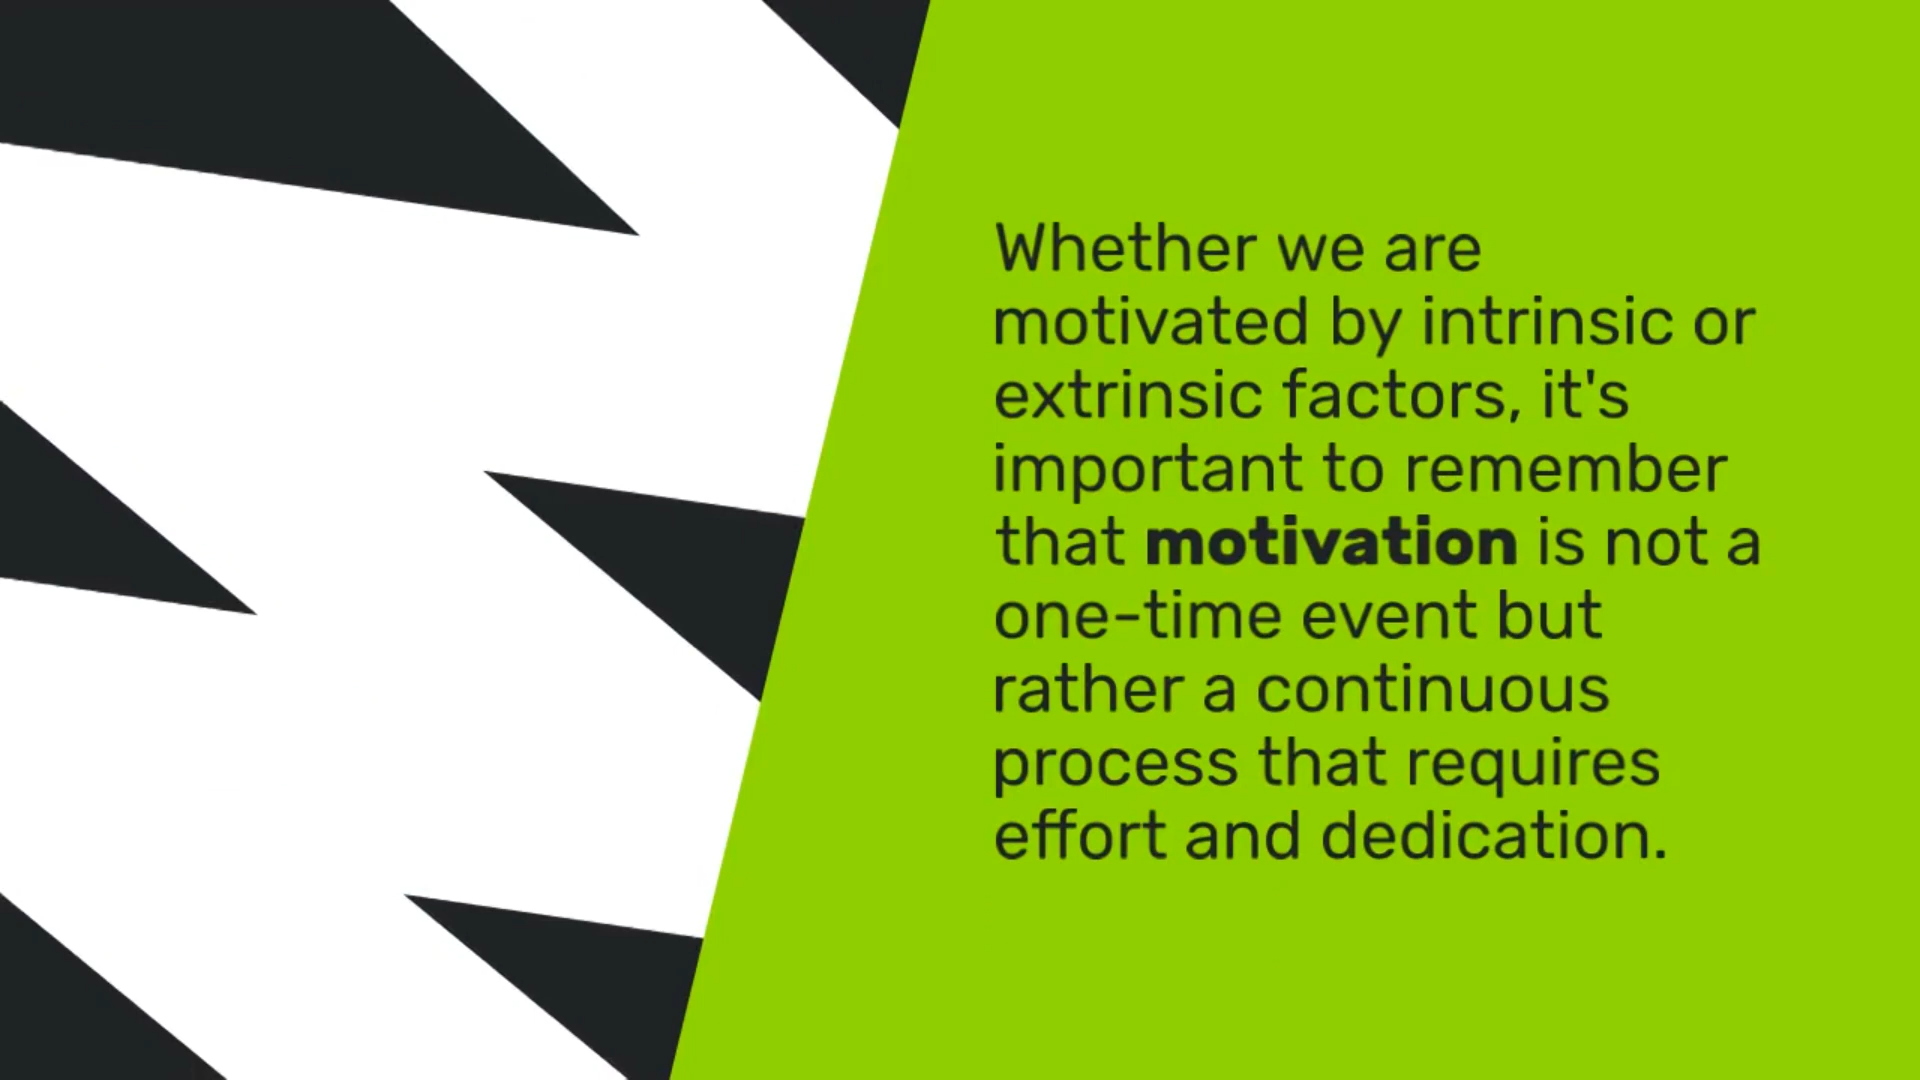 Whether we are
motivated by intrinsic or
extrinsic factors, it's
important to remember
that motivation is not a
one-time event but
rather a continuous
process that requires
effort and dedication.